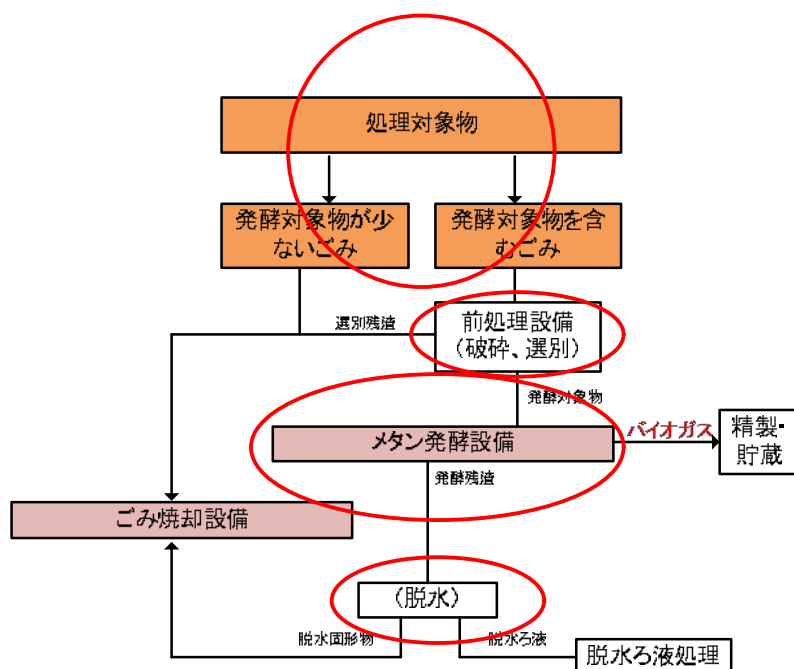 処理対象物
発酵対象物が少
ないごみ
発酵対象物を含
むごみ
選別残渣
前処理設備
(破砕、選別)
発酵対象物
メタン発酵設備
バイオガス
精製・
貯蔵
発酵残渣
ごみ焼却設備
(脱水)
脱水固形物
脱水ろ液
脱水ろ液処理